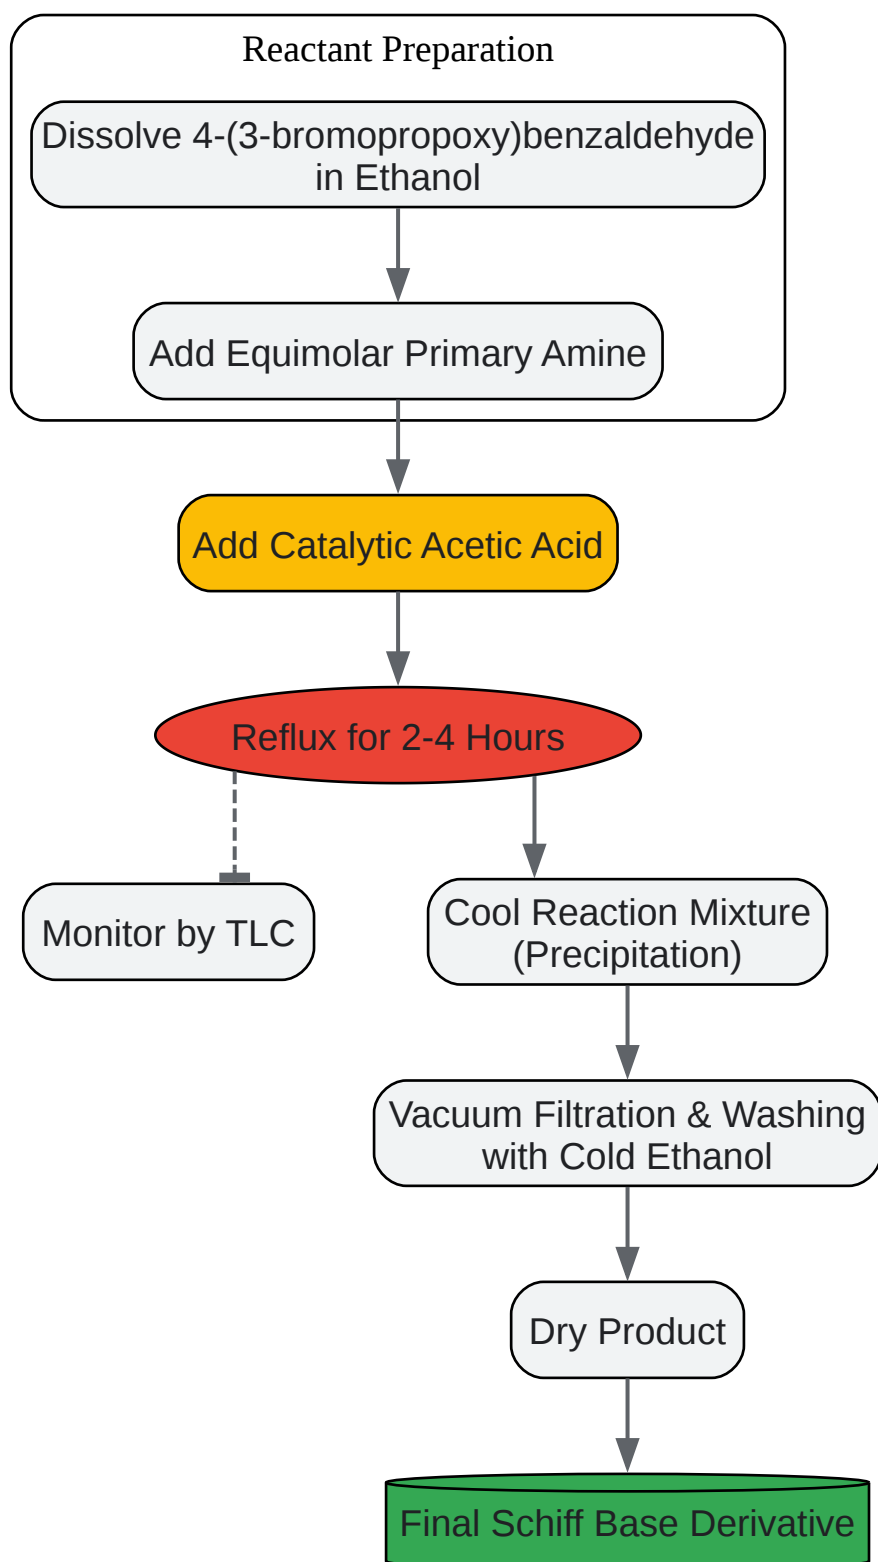 Reactant Preparation
Dissolve 4-(3-bromopropoxy)benzaldehyde
in Ethanol
Add Equimolar Primary Amine
Add Catalytic Acetic Acid
Reflux for 2-4 Hours
Monitor by TLC
Cool Reaction Mixture
(Precipitation)
Vacuum Filtration & Washing
with Cold Ethanol
Dry Product
Final Schiff Base Derivative